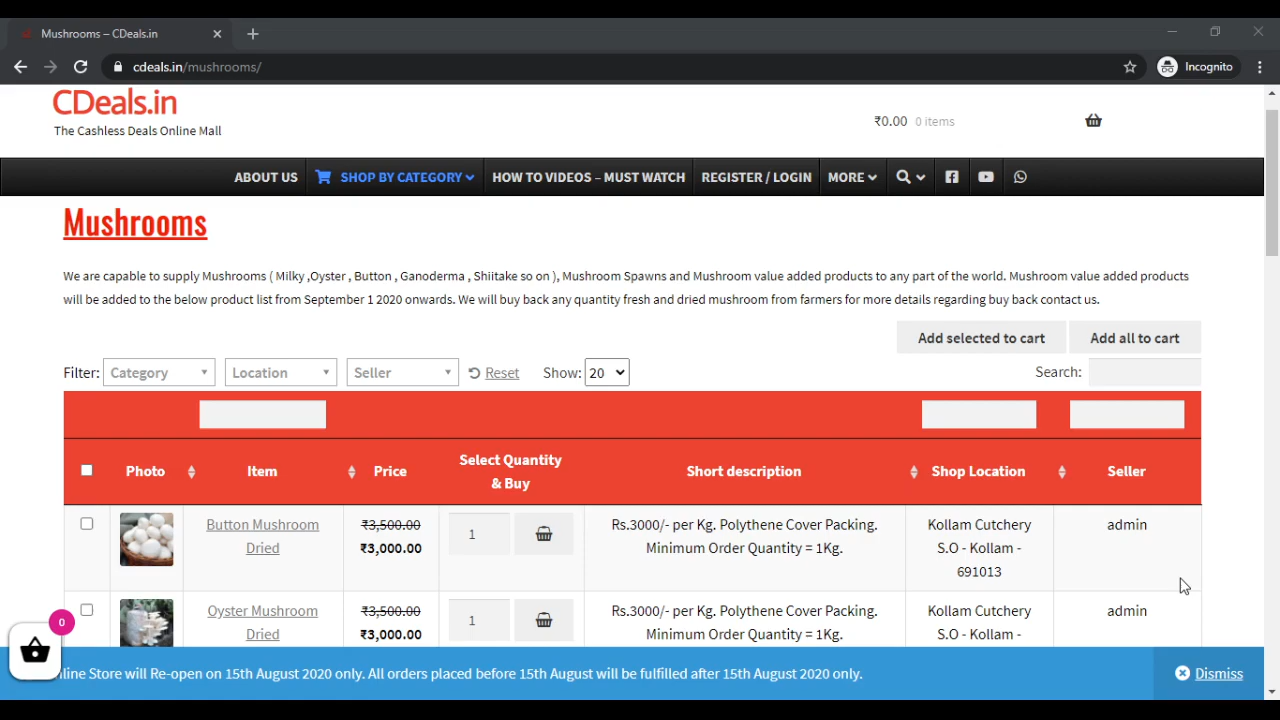 Mushrooms – CDeals.in
cdeals.in/mushrooms/
Incognito
CDeals.in
The Cashless Deals Online Mall
₹0.00 0 items
ABOUT US SHOP BY CATEGORY HOW TO VIDEOS – MUST WATCH REGISTER / LOGIN MORE
Mushrooms
We are capable to supply Mushrooms ( Milky ,Oyster , Button , Ganoderma , Shiitake so on ), Mushroom Spawns and Mushroom value added products to any part of the world. Mushroom value added products
will be added to the below product list from September 1 2020 onwards. We will buy back any quantity fresh and dried mushroom from farmers for more details regarding buy back contact us.
Add selected to cart Add all to cart
Filter: Category Location Seller Reset Show: 20 Search:
Photo Item Price Select Quantity & Buy Short description Shop Location Seller
Button Mushroom Dried
₹3,500.00
₹3,000.00
1
Rs.3000/- per Kg. Polythene Cover Packing.
Minimum Order Quantity = 1Kg.
Kollam Cutchery
S.O - Kollam -
691013
admin
Oyster Mushroom Dried
₹3,500.00
₹3,000.00
1
Rs.3000/- per Kg. Polythene Cover Packing.
Minimum Order Quantity = 1Kg.
Kollam Cutchery
S.O - Kollam -
admin
0
Store will Re-open on 15th August 2020 only. All orders placed before 15th August will be fulfilled after 15th August 2020 only.
Dismiss